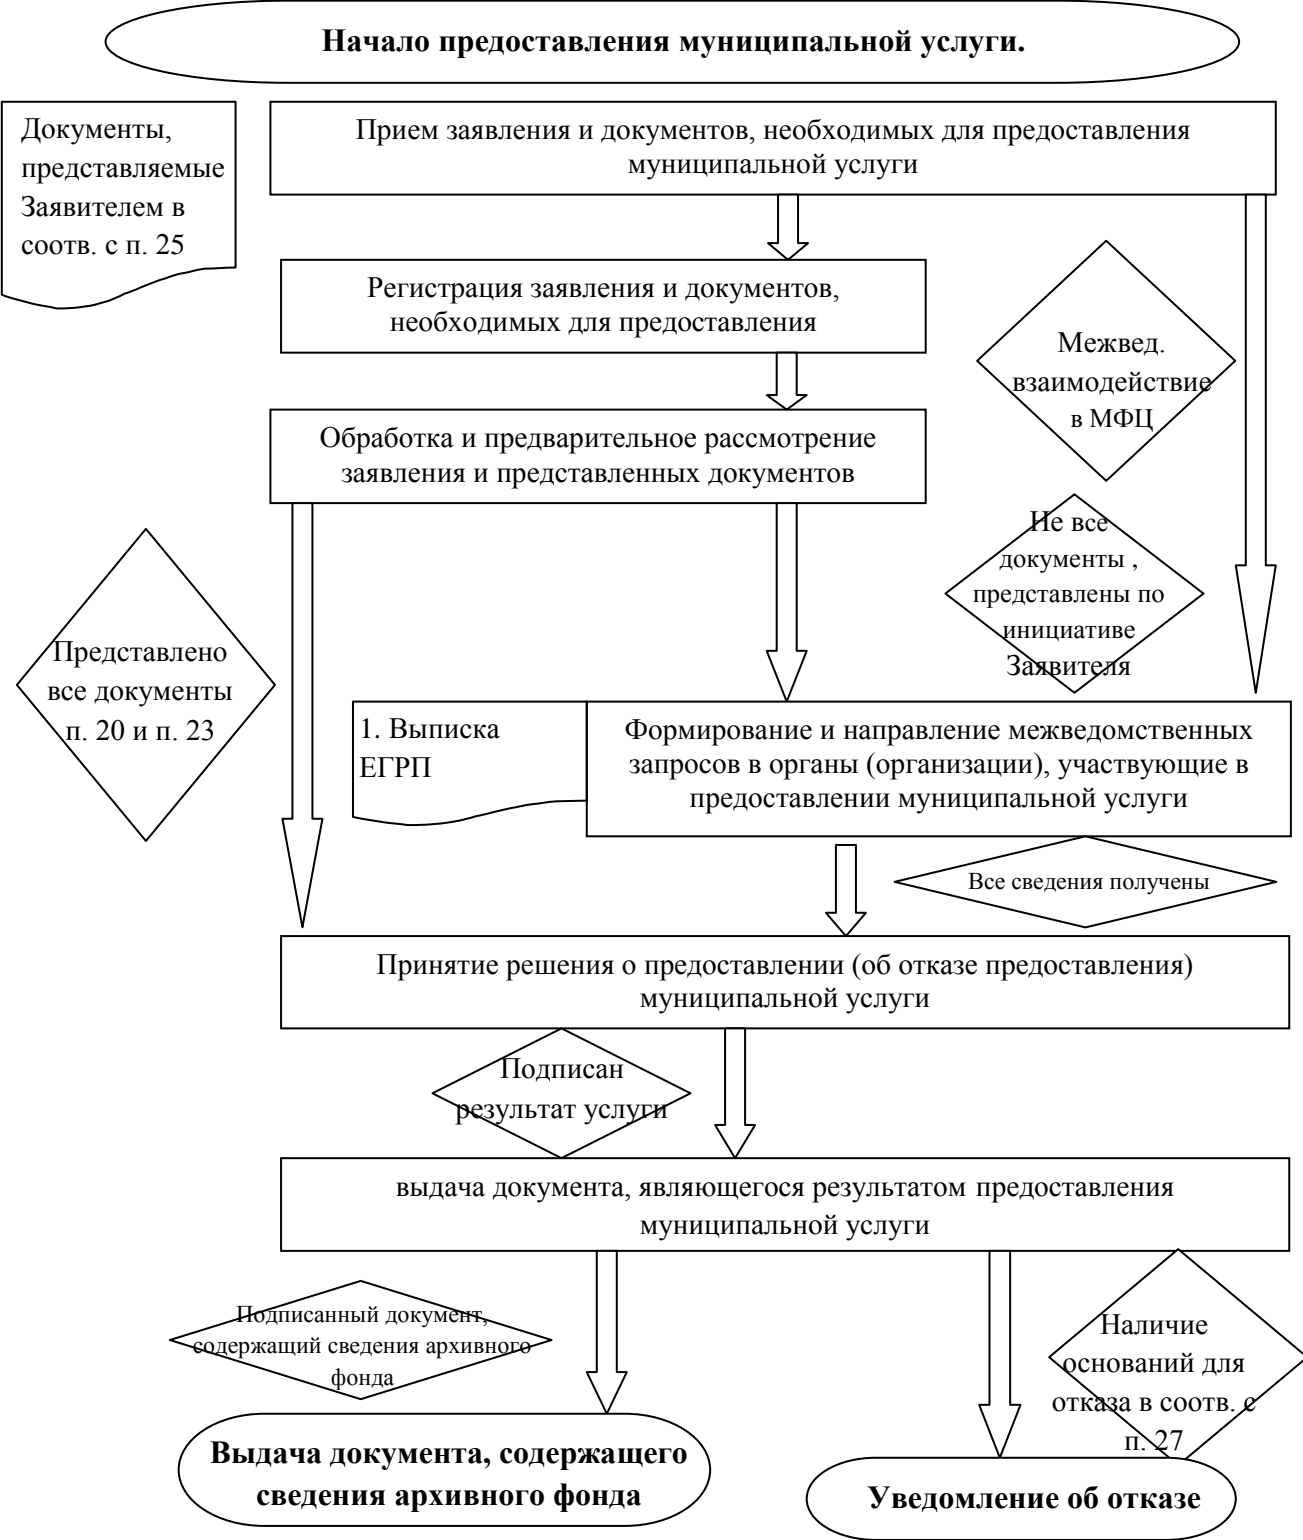 Начало предоставления муниципальной услуги.
Документы,
представляемые
Заявителем в
соотв. с п. 25
Прием заявления и документов, необходимых для предоставления
муниципальной услуги
Регистрация заявления и документов,
необходимых для предоставления
Межвед.
взаимодействие
в МФЦ
Обработка и предварительное рассмотрение
заявления и представленных документов
Не все
документы ,
представлены по
инициативе
Заявителя
Представлено
все документы
п. 20 и п. 23
1. Выписка
ЕГРП
Формирование и направление межведомственных
запросов в органы (организации), участвующие в
предоставлении муниципальной услуги
Все сведения получены
Принятие решения о предоставлении (об отказе предоставления)
муниципальной услуги
Подписан
результат услуги
выдача документа, являющегося результатом предоставления
муниципальной услуги
Подписанный документ,
содержащий сведения архивного
фонда
Наличие
оснований для
отказа в соотв. с
п. 27
Выдача документа, содержащего
сведения архивного фонда
Уведомление об отказе